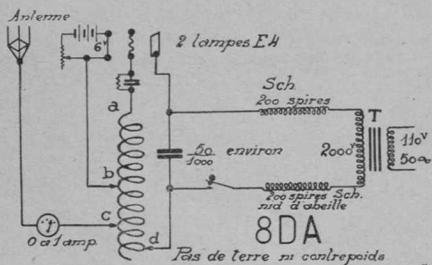 Antenne
6v
2 lampes E4
a
Sch
200 spires
T
50/1000 environ
2000v
110v
50∞
b
c
200 spires Sch.
nid d'abeille
0 a 1 amp.
d
8DA
Pas de terre ni contrepoids